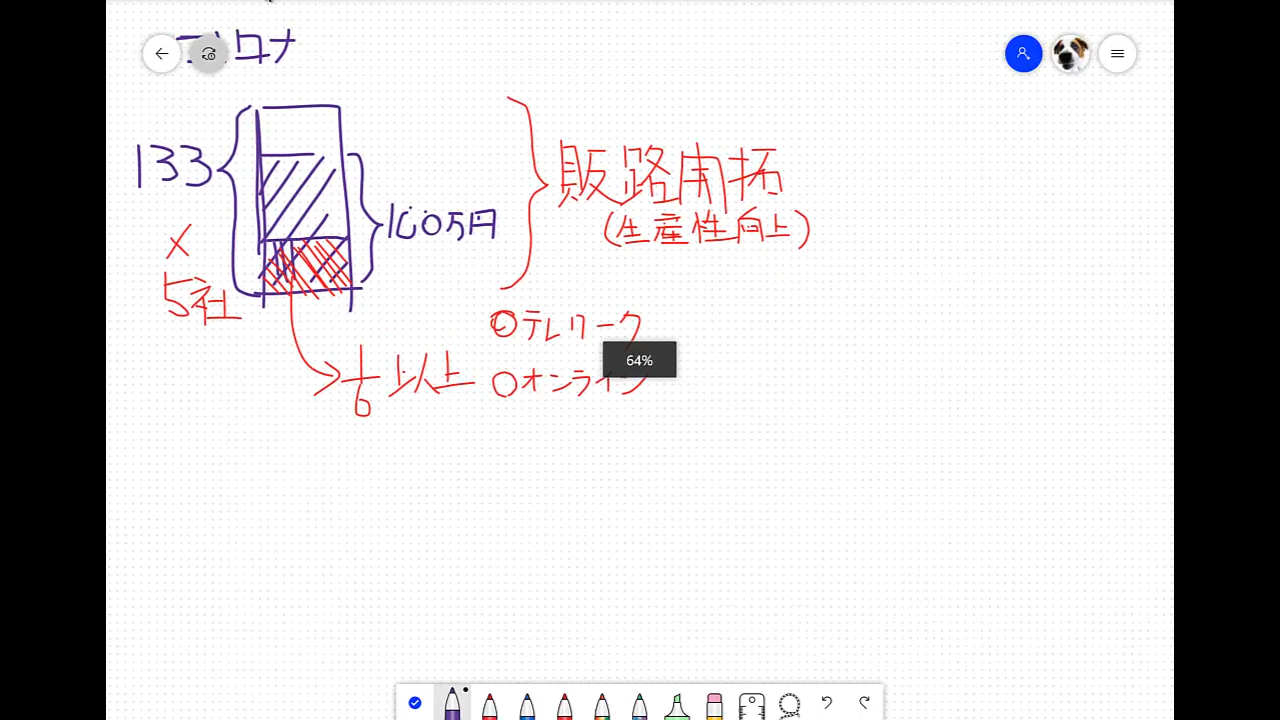 コロナ
133
×
5社
100万円
販路開拓
(生産性向上)
1/6以上
◎テレワーク
○オンライン
64%